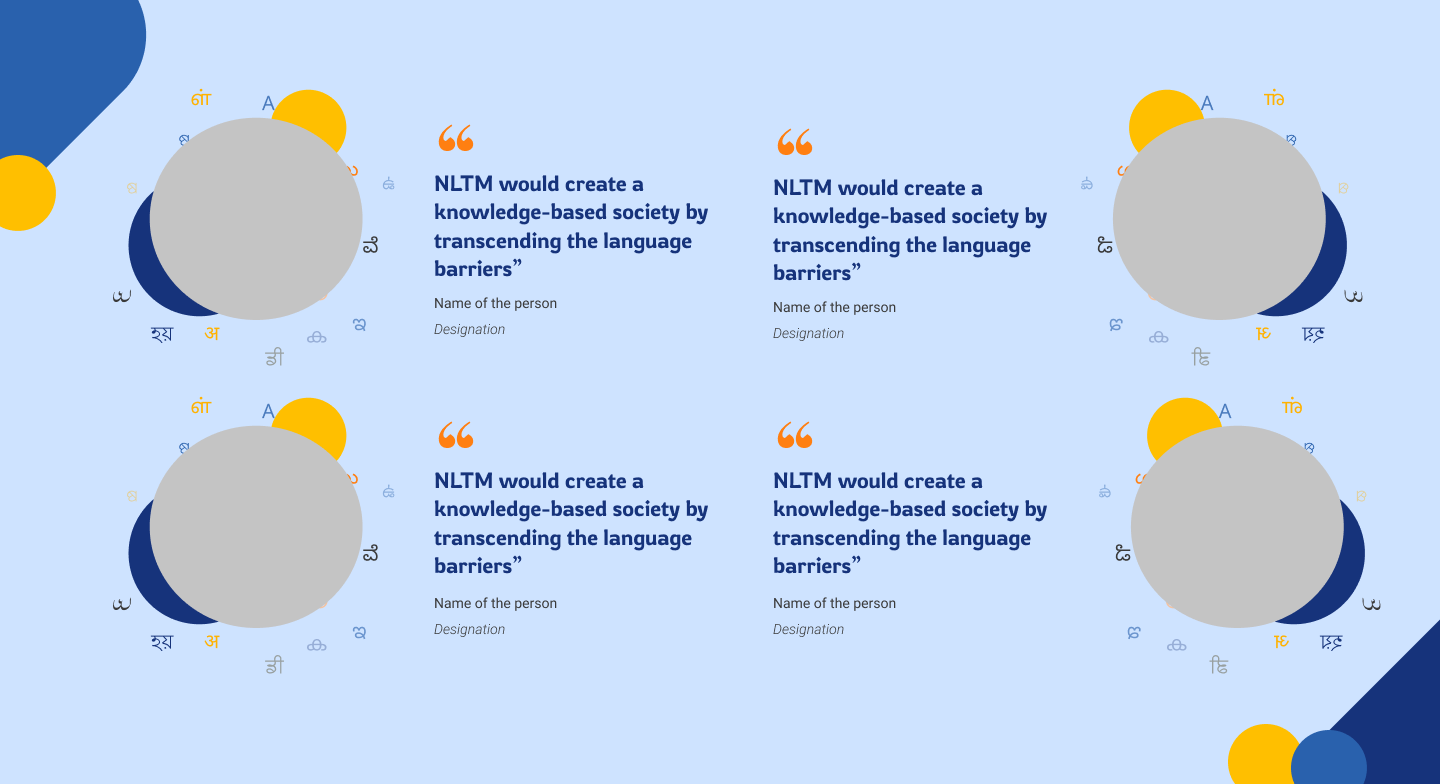 ள்
A
வே
হয়
अ
ഇ
ക
ਤੀ
“
NLTM would create a
knowledge-based society by
transcending the language
barriers”
Name of the person
Designation
“
NLTM would create a
knowledge-based society by
transcending the language
barriers”
Name of the person
Designation
A
ക
ள்
A
হয়
अ
ഇ
ക
“
NLTM would create a
knowledge-based society by
transcending the language
barriers”
Name of the person
Designation
“
NLTM would create a
knowledge-based society by
transcending the language
barriers”
Name of the person
Designation
A
ക